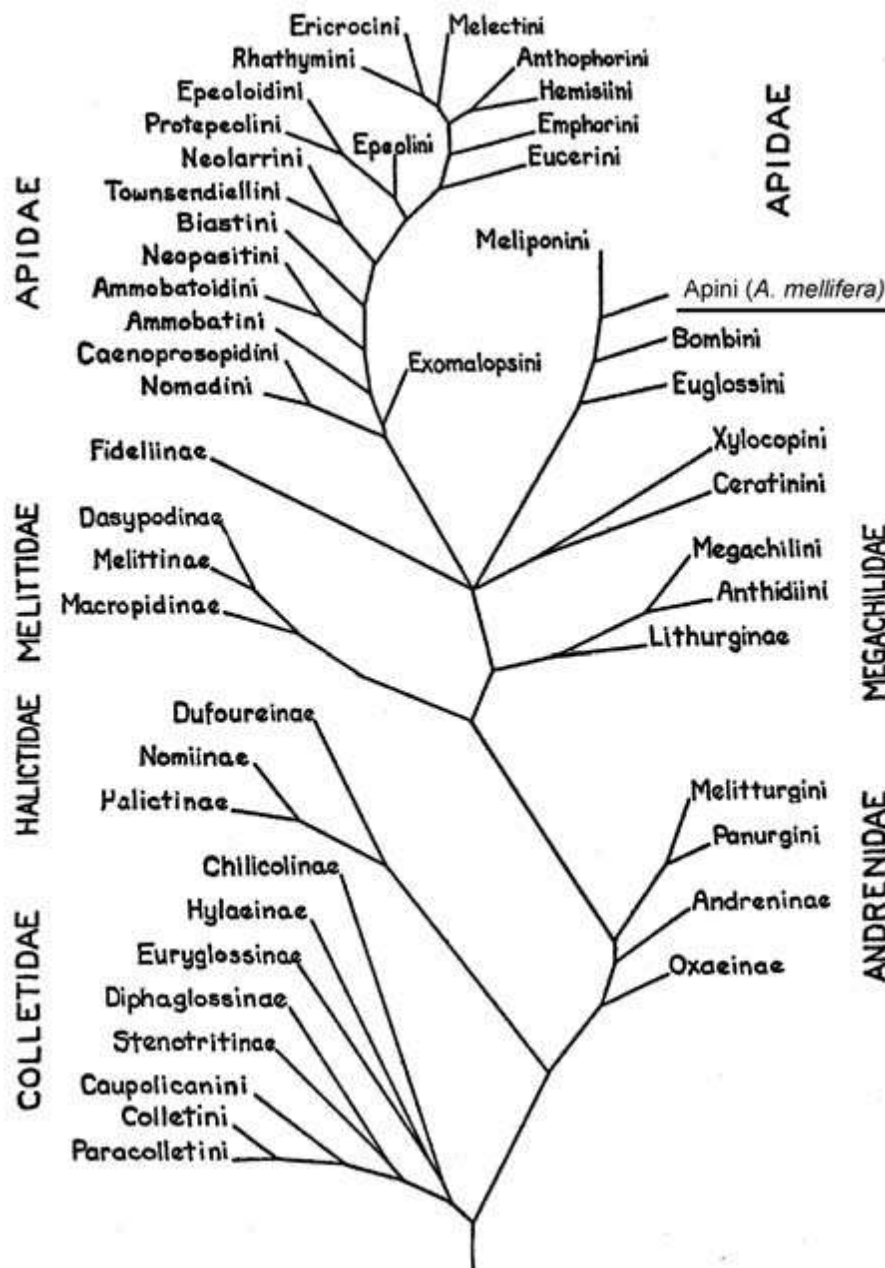 Ericrocini
Melectini
Rhathymini
Anthophorini
Epeoloidini
Hemisiini
Protepeolini
Epeolini
Emphorini
Neolarrini
Eucerini
Townsendiellini
Biastini
Neopasitini
Ammobatoidini
Ammobatini
Caenoprosopidini
Nomadini
Exomalopsini
Meliponini
Apini (A. mellifera)
Bombini
Euglossini
Xylocopini
Ceratinini
Fideliinae
Dasypodinae
Melittinae
Macropidinae
Megachilini
Anthidiini
Lithurginae
Dufoureinae
Nomiinae
Halictinae
Melitturgini
Panurgini
Andreninae
Oxaeinae
Chilicolinae
Hylaeinae
Euryglossinae
Diphaglossinae
Stenotritinae
Caupolicanini
Colletini
Paracolletini
APIDAE
MELITTIDAE
HALICTIDAE
COLLETIDAE
APIDAE
MEGACHILIDAE
ANDRENIDAE